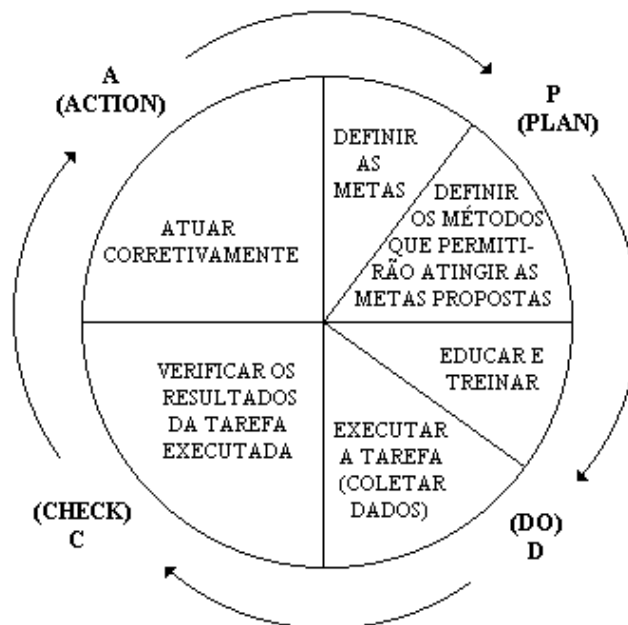 A
(ACTION)
P
(PLAN)
DEFINIR
AS
METAS
DEFINIR
OS MÉTODOS
QUE PERMITI-
RÃO ATINGIR AS
METAS PROPOSTAS
ATUAR
CORRETIVAMENTE
EDUCAR E
TREINAR
VERIFICAR OS
RESULTADOS
DA TAREFA
EXECUTADA
EXECUTAR
A TAREFA
(COLETAR
DADOS)
(CHECK)
C
(DO)
D